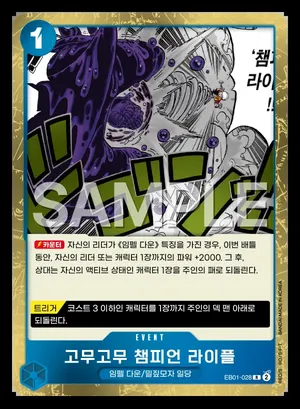 1
'챔
라이
!!
SAMPLE
카운터 자신의 리더가 《임펠 다운》 특징을 가진 경우, 이번 배틀
동안, 자신의 리더 또는 캐릭터 1장까지의 파워 +2000. 그 후,
상대는 자신의 액티브 상태인 캐릭터 1장을 주인의 패로 되돌린다.
트리거 코스트 3 이하인 캐릭터를 1장까지 주인의 덱 맨 아래로
되돌린다.
EVENT
고무고무 챔피언 라이플
임펠 다운/밀짚모자 일당
EB01-028 R 2